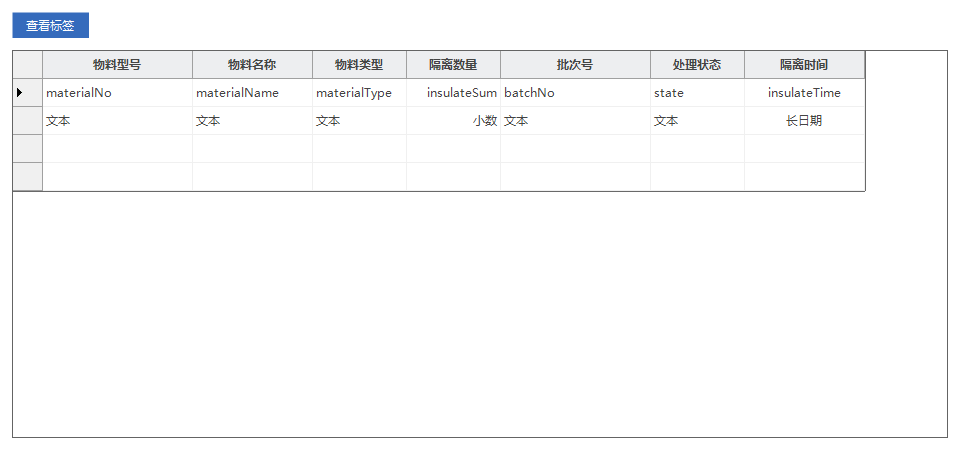 查看标签
物料型号 物料名称 物料类型 隔离数量 批次号 处理状态 隔离时间
materialNo materialName materialType insulateSum batchNo state insulateTime
文本 文本 文本 小数 文本 文本 长日期